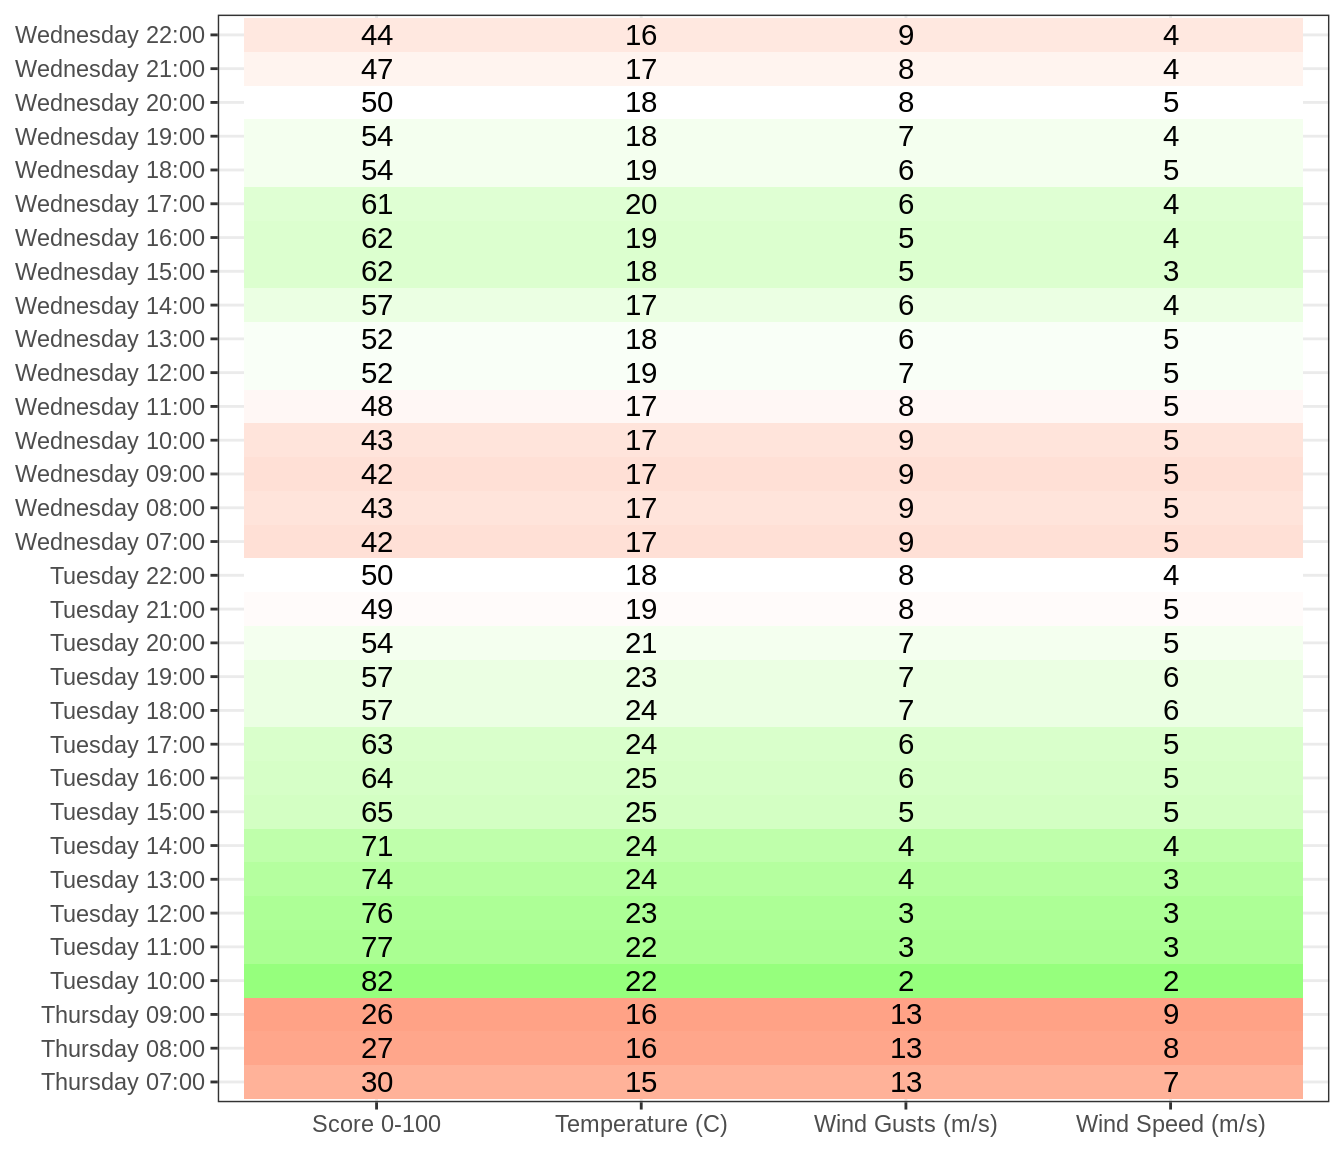 Wednesday 22:00 44 16 9 4
Wednesday 21:00 47 17 8 4
Wednesday 20:00 50 18 8 5
Wednesday 19:00 54 18 7 4
Wednesday 18:00 54 19 6 5
Wednesday 17:00 61 20 6 4
Wednesday 16:00 62 19 5 4
Wednesday 15:00 62 18 5 3
Wednesday 14:00 57 17 6 4
Wednesday 13:00 52 18 6 5
Wednesday 12:00 52 19 7 5
Wednesday 11:00 48 17 8 5
Wednesday 10:00 43 17 9 5
Wednesday 09:00 42 17 9 5
Wednesday 08:00 43 17 9 5
Wednesday 07:00 42 17 9 5
Tuesday 22:00 50 18 8 4
Tuesday 21:00 49 19 8 5
Tuesday 20:00 54 21 7 5
Tuesday 19:00 57 23 7 6
Tuesday 18:00 57 24 7 6
Tuesday 17:00 63 24 6 5
Tuesday 16:00 64 25 6 5
Tuesday 15:00 65 25 5 5
Tuesday 14:00 71 24 4 4
Tuesday 13:00 74 24 4 3
Tuesday 12:00 76 23 3 3
Tuesday 11:00 77 22 3 3
Tuesday 10:00 82 22 2 2
Thursday 09:00 26 16 13 9
Thursday 08:00 27 16 13 8
Thursday 07:00 30 15 13 7
Score 0-100 Temperature (C) Wind Gusts (m/s) Wind Speed (m/s)